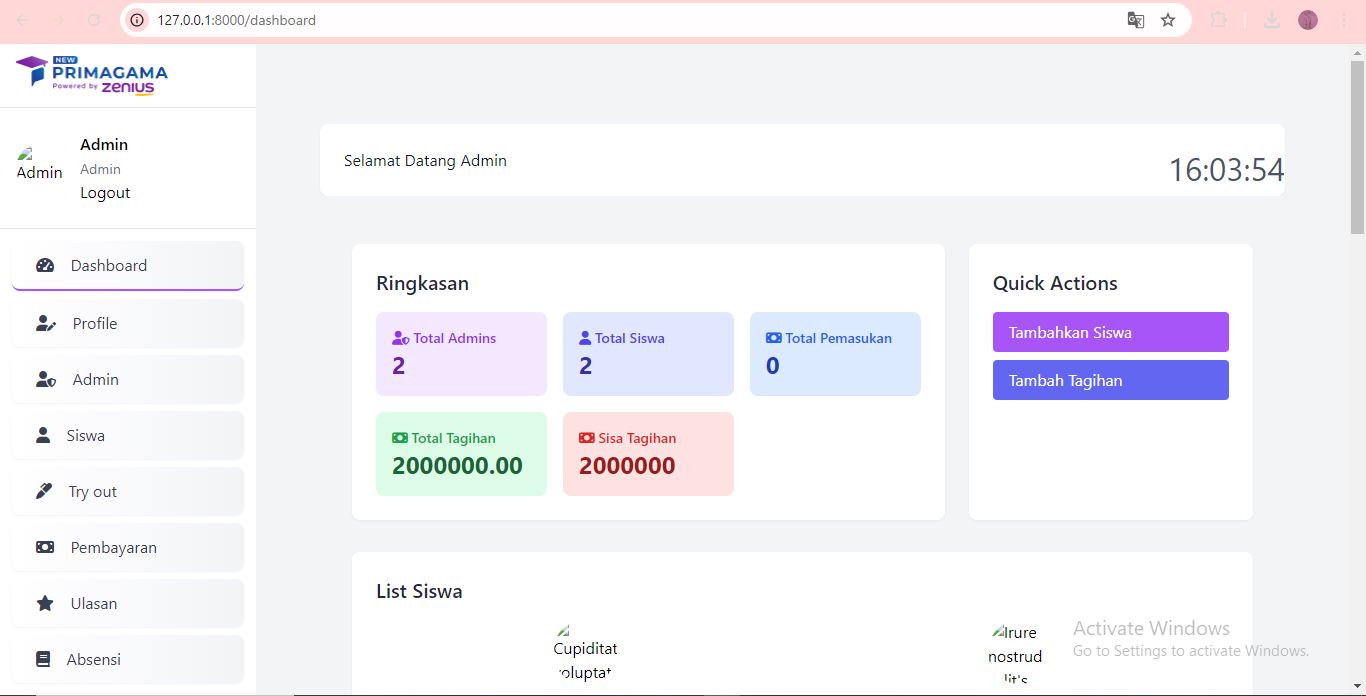 127.0.0.1:8000/dashboard
NEW
PRIMAGAMA
Powered by zenius
Admin
Admin
Admin
Logout
Dashboard
Profile
Admin
Siswa
Try out
Pembayaran
Ulasan
Absensi
Selamat Datang Admin
16:03:54
Ringkasan
Total Admins
2
Total Siswa
2
Total Pemasukan
0
Total Tagihan
2000000.00
Sisa Tagihan
2000000
Quick Actions
Tambahkan Siswa
Tambah Tagihan
List Siswa
Cupiditat
voluptat
Irure
nostrud
lit's
Activate Windows
Go to Settings to activate Windows.